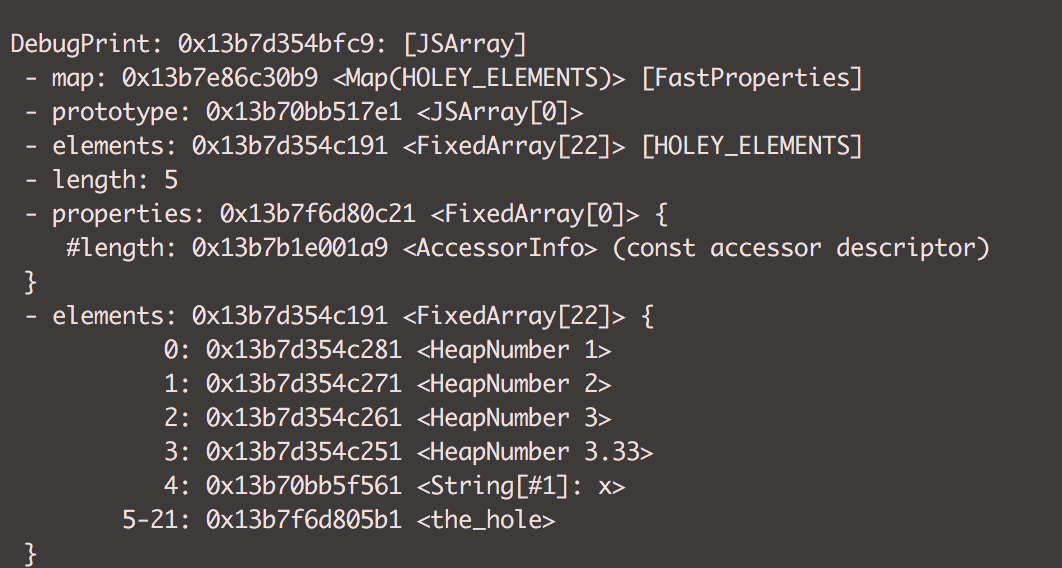 DebugPrint: 0x13b7d354bfc9: [JSArray]
- map: 0x13b7e86c30b9 <Map(HOLEY_ELEMENTS)> [FastProperties]
- prototype: 0x13b70bb517e1 <JSArray[0]>
- elements: 0x13b7d354c191 <FixedArray[22]> [HOLEY_ELEMENTS]
- length: 5
- properties: 0x13b7f6d80c21 <FixedArray[0]> {
#length: 0x13b7b1e001a9 <AccessorInfo> (const accessor descriptor)
}
- elements: 0x13b7d354c191 <FixedArray[22]> {
0: 0x13b7d354c281 <HeapNumber 1>
1: 0x13b7d354c271 <HeapNumber 2>
2: 0x13b7d354c261 <HeapNumber 3>
3: 0x13b7d354c251 <HeapNumber 3.33>
4: 0x13b70bb5f561 <String[#1]: x>
5-21: 0x13b7f6d805b1 <the_hole>
}